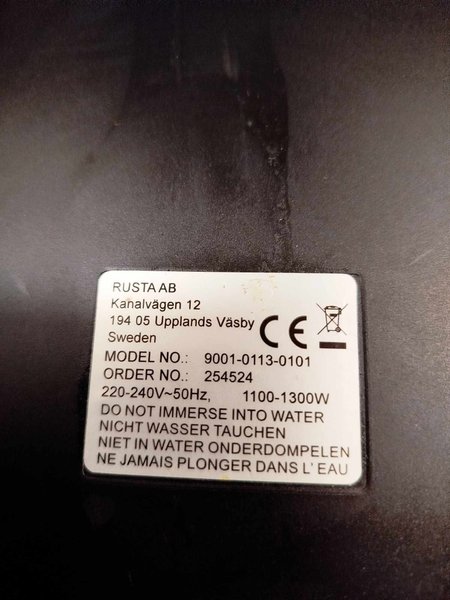 RUSTA AB
Kanalvägen 12
194 05 Upplands Väsby
Sweden
CE
MODEL NO.: 9001-0113-0101
ORDER NO.: 254524
220-240V~50Hz, 1100-1300W
DO NOT IMMERSE INTO WATER
NICHT WASSER TAUCHEN
NIET IN WATER ONDERDOMPELEN
NE JAMAIS PLONGER DANS L' EAU